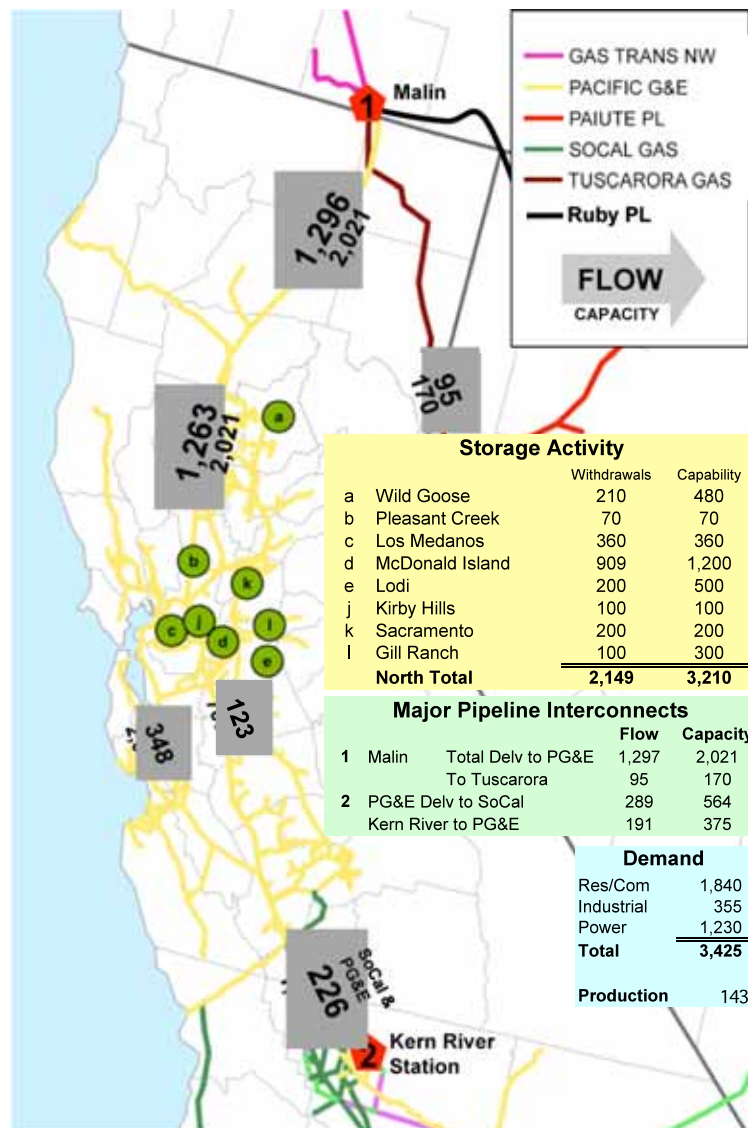 GAS TRANS NW
PACIFIC G&E
PAIUTE PL
SOCAL GAS
TUSCARORA GAS
Ruby PL
FLOW
CAPACITY
1
Malin
1,296
2,021
95
170
1,263
2,021
a
b
k
c
j
d
l
e
123
348
Storage Activity
Withdrawals Capability
a Wild Goose 210 480
b Pleasant Creek 70 70
c Los Medanos 360 360
d McDonald Island 909 1,200
e Lodi 200 500
j Kirby Hills 100 100
k Sacramento 200 200
l Gill Ranch 100 300
North Total 2,149 3,210
Major Pipeline Interconnects
Flow Capacity
1 Malin Total Delv to PG&E 1,297 2,021
To Tuscarora 95 170
2 PG&E Delv to SoCal 289 564
Kern River to PG&E 191 375
Demand
Res/Com 1,840
Industrial 355
Power 1,230
Total 3,425
Production 143
226
SoCal &
PG&E
2
Kern River
Station